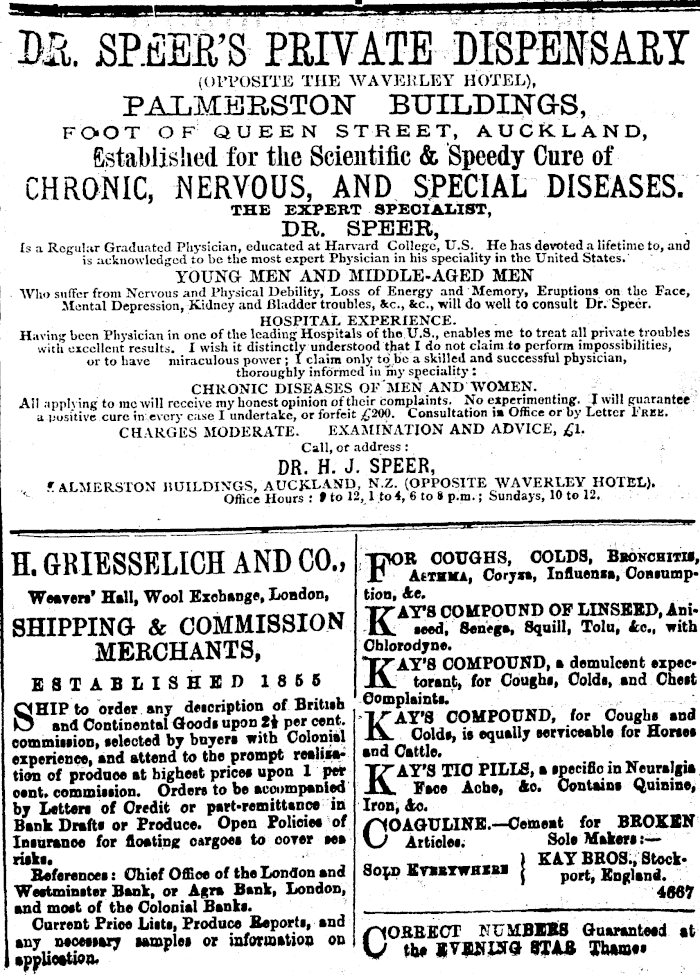 DR. SPEER'S PRIVATE DISPENSARY
(OPPOSITE THE WAVERLEY HOTEL),
PALMERSTON BUILDINGS,
FOOT OF QUEEN STREET, AUCKLAND,
Established for the Scientific & Speedy Cure of
CHRONIC, NERVOUS, AND SPECIAL DISEASES.
THE EXPERT SPECIALIST,
DR. SPEER,
Is a Regular Graduated Physician, educated at Harvard College, U.S. He has devoted a lifetime to, and
is acknowledged to be the most expert Physician in his speciality in the United States.
YOUNG MEN AND MIDDLE-AGED MEN
Who suffer from Nervous and Physical Debility, Loss of Energy and Memory, Eruptions on the Face,
Mental Depression, Kidney and Bladder troubles, &c., &c., will do well to consult Dr. Speer.
HOSPITAL EXPERIENCE.
Having been Physician in one of the leading Hospitals of the U.S., enables me to treat all private troubles
with excellent results. I wish it distinctly understood that I do not claim to perform impossibilities,
or to have miraculous power; I claim only to be a skilled and successful physician,
thoroughly informed in my speciality:
CHRONIC DISEASES OF MEN AND WOMEN.
All applying to me will receive my honest opinion of their complaints. No experimenting. I will guarantee
a positive cure in every case I undertake, or forfeit £200. Consultation in Office or by Letter FREE.
CHARGES MODERATE. EXAMINATION AND ADVICE, £1.
Call, or address:
DR. H. J. SPEER,
PALMERSTON BUILDINGS, AUCKLAND, N.Z. (OPPOSITE WAVERLEY HOTEL).
Office Hours: 9 to 12, 1 to 4, 6 to 8 p.m.; Sundays, 10 to 12.
H. GRIESSELICH AND CO.,
Weavers' Hall, Wool Exchange, London,
SHIPPING & COMMISSION
MERCHANTS,
ESTABLISHED 1855
SHIP to order any description of British
and Continental Goods upon 2½ per cent.
commission, selected by buyers with Colonial
experience, and attend to the prompt realiza-
tion of produce at highest prices upon 1 per
cent. commission. Orders to be accompanied
by Letters of Credit or part-remittance in
Bank Drafts or Produce. Open Policies of
Insurance for floating cargoes to cover sea
risks.
References: Chief Office of the London and
Westminster Bank, or Agra Bank, London,
and most of the Colonial Banks.
Current Price Lists, Produce Reports, and
any necessary samples or information on
application.
FOR COUGHS, COLDS, BRONCHITIS,
ASTHMA, Coryza, Influenza, Consump-
tion, &c.
KAY'S COMPOUND OF LINSEED, Ani-
seed, Senega, Squill, Tolu, &c., with
Chlorodyne.
KAY'S COMPOUND, a demulcent expec-
torant, for Coughs, Colds, and Chest
Complaints.
KAY'S COMPOUND, for Coughs and
Colds, is equally serviceable for Horses
and Cattle.
KAY'S TIC PILLS, a specific in Neuralgia
Face Ache, &c. Contains Quinine,
Iron, &c.
COAGULINE.—Cement for BROKEN
Articles. Sole Makers:—
SOLD EVERYWHERE } KAY BROS., Stock-
port, England.
4667
CORRECT NUMBERS Guaranteed at
the EVENING STAR Thames